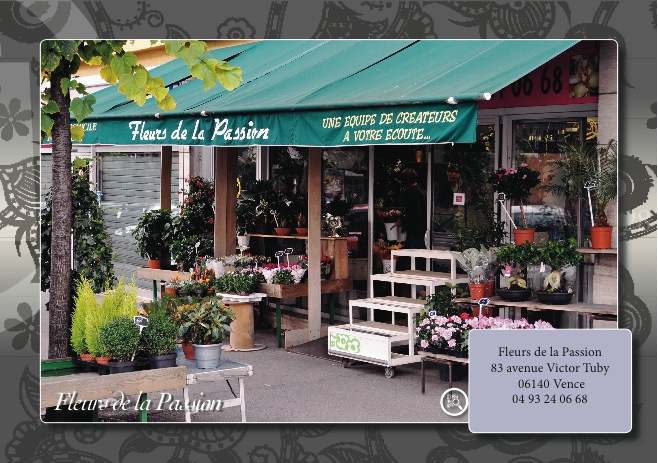 06 68
CILE
Fleurs de la Passion
UNE EQUIPE DE CREATEURS
A VOTRE ECOUTE...
Fleurs de la Passion
Fleurs de la Passion
83 avenue Victor Tuby
06140 Vence
04 93 24 06 68